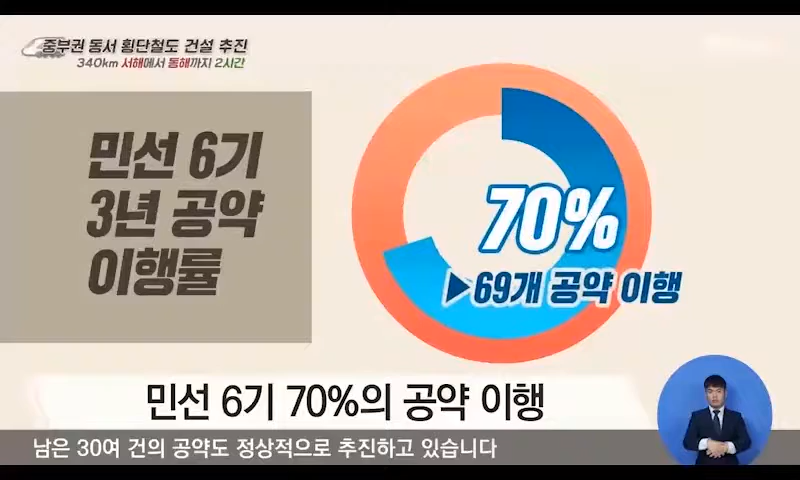 중부권 동서 횡단철도 건설 추진
340km 서해에서 동해까지 2시간
민선 6기
3년 공약
이행률
70%
▶69개 공약 이행
민선 6기 70%의 공약 이행
남은 30여 건의 공약도 정상적으로 추진하고 있습니다